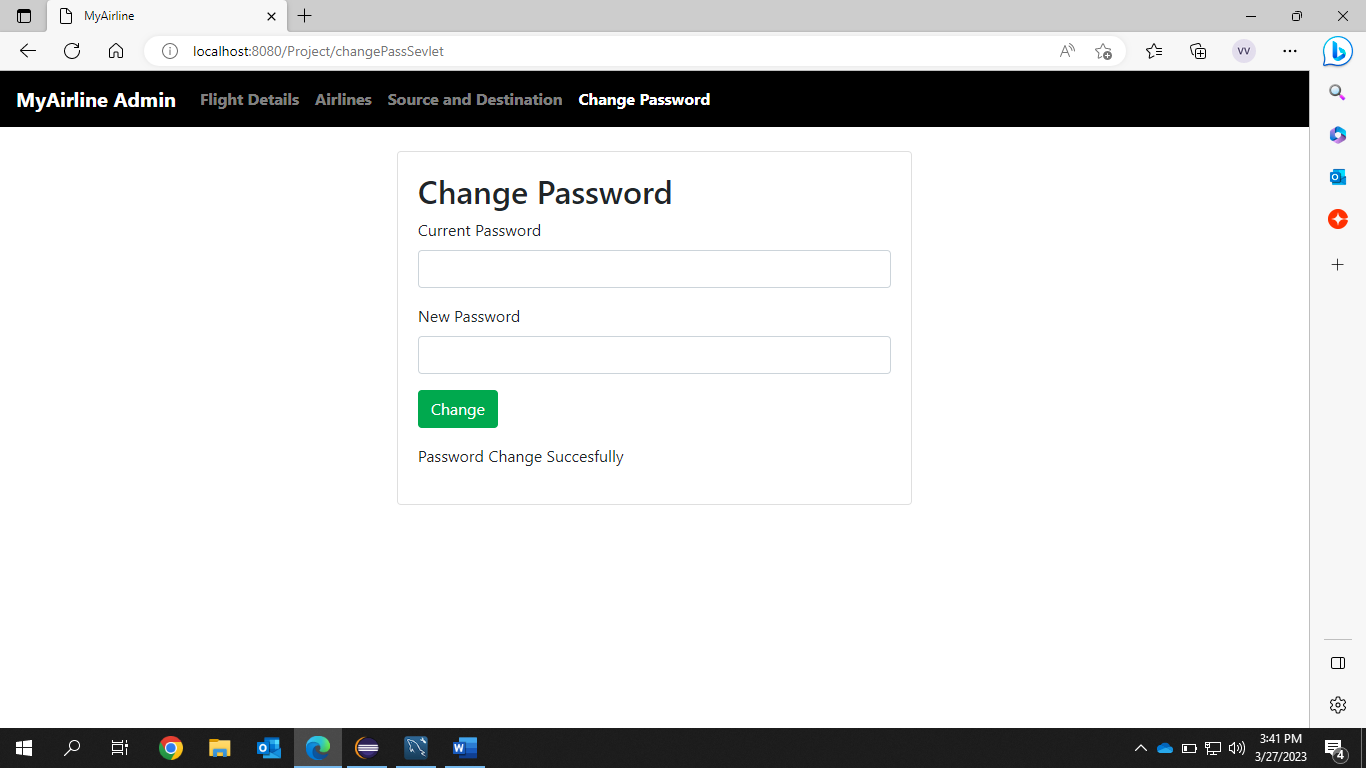 MyAirline
localhost:8080/Project/changePassSevlet
A
VV
MyAirline Admin Flight Details Airlines Source and Destination Change Password
Change Password
Current Password
New Password
Change
Password Change Succesfully
3:41 PM
3/27/2023
4